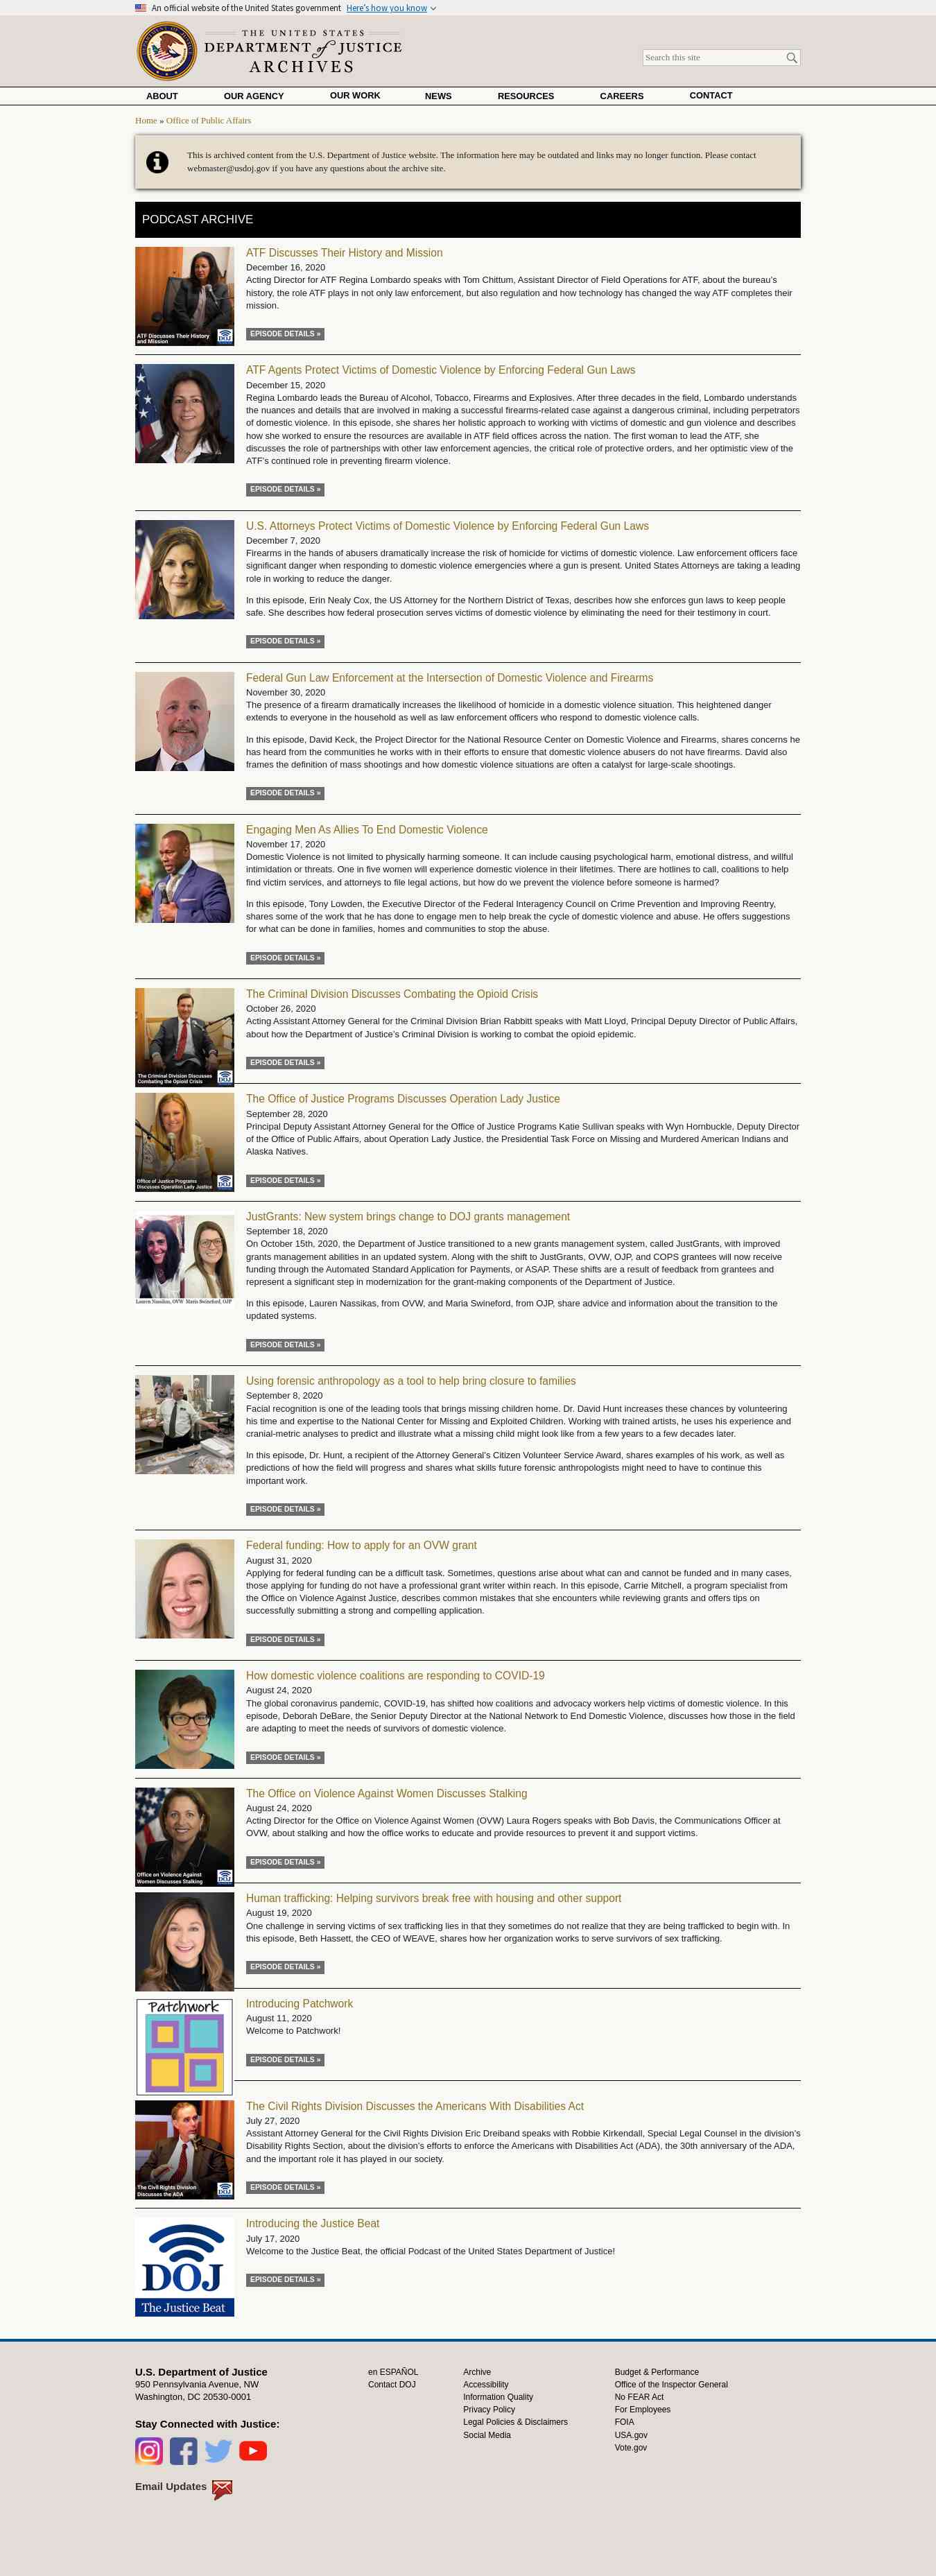 An official website of the United States government Here's how you know
THE UNITED STATES
DEPARTMENT of JUSTICE
ARCHIVES
Search this site
ABOUT OUR AGENCY OUR WORK NEWS RESOURCES CAREERS CONTACT
Home » Office of Public Affairs
This is archived content from the U.S. Department of Justice website. The information here may be outdated and links may no longer function. Please contact
webmaster@usdoj.gov if you have any questions about the archive site.
PODCAST ARCHIVE
ATF Discusses Their History
and Mission
DOJ
ATF Discusses Their History and Mission
December 16, 2020
Acting Director for ATF Regina Lombardo speaks with Tom Chittum, Assistant Director of Field Operations for ATF, about the bureau's
history, the role ATF plays in not only law enforcement, but also regulation and how technology has changed the way ATF completes their
mission.
EPISODE DETAILS »
ATF Agents Protect Victims of Domestic Violence by Enforcing Federal Gun Laws
December 15, 2020
Regina Lombardo leads the Bureau of Alcohol, Tobacco, Firearms and Explosives. After three decades in the field, Lombardo understands
the nuances and details that are involved in making a successful firearms-related case against a dangerous criminal, including perpetrators
of domestic violence. In this episode, she shares her holistic approach to working with victims of domestic and gun violence and describes
how she worked to ensure the resources are available in ATF field offices across the nation. The first woman to lead the ATF, she
discusses the role of partnerships with other law enforcement agencies, the critical role of protective orders, and her optimistic view of the
ATF's continued role in preventing firearm violence.
EPISODE DETAILS »
U.S. Attorneys Protect Victims of Domestic Violence by Enforcing Federal Gun Laws
December 7, 2020
Firearms in the hands of abusers dramatically increase the risk of homicide for victims of domestic violence. Law enforcement officers face
significant danger when responding to domestic violence emergencies where a gun is present. United States Attorneys are taking a leading
role in working to reduce the danger.
In this episode, Erin Nealy Cox, the US Attorney for the Northern District of Texas, describes how she enforces gun laws to keep people
safe. She describes how federal prosecution serves victims of domestic violence by eliminating the need for their testimony in court.
EPISODE DETAILS »
Federal Gun Law Enforcement at the Intersection of Domestic Violence and Firearms
November 30, 2020
The presence of a firearm dramatically increases the likelihood of homicide in a domestic violence situation. This heightened danger
extends to everyone in the household as well as law enforcement officers who respond to domestic violence calls.
In this episode, David Keck, the Project Director for the National Resource Center on Domestic Violence and Firearms, shares concerns he
has heard from the communities he works with in their efforts to ensure that domestic violence abusers do not have firearms. David also
frames the definition of mass shootings and how domestic violence situations are often a catalyst for large-scale shootings.
EPISODE DETAILS »
Engaging Men As Allies To End Domestic Violence
November 17, 2020
Domestic Violence is not limited to physically harming someone. It can include causing psychological harm, emotional distress, and willful
intimidation or threats. One in five women will experience domestic violence in their lifetimes. There are hotlines to call, coalitions to help
find victim services, and attorneys to file legal actions, but how do we prevent the violence before someone is harmed?
In this episode, Tony Lowden, the Executive Director of the Federal Interagency Council on Crime Prevention and Improving Reentry,
shares some of the work that he has done to engage men to help break the cycle of domestic violence and abuse. He offers suggestions
for what can be done in families, homes and communities to stop the abuse.
EPISODE DETAILS »
The Criminal Division Discusses
Combating the Opioid Crisis
DOJ
The Criminal Division Discusses Combating the Opioid Crisis
October 26, 2020
Acting Assistant Attorney General for the Criminal Division Brian Rabbitt speaks with Matt Lloyd, Principal Deputy Director of Public Affairs,
about how the Department of Justice's Criminal Division is working to combat the opioid epidemic.
EPISODE DETAILS »
Office of Justice Programs
Discusses Operation Lady Justice
DOJ
The Office of Justice Programs Discusses Operation Lady Justice
September 28, 2020
Principal Deputy Assistant Attorney General for the Office of Justice Programs Katie Sullivan speaks with Wyn Hornbuckle, Deputy Director
of the Office of Public Affairs, about Operation Lady Justice, the Presidential Task Force on Missing and Murdered American Indians and
Alaska Natives.
EPISODE DETAILS »
Lauren Nassikas, OVW Maria Swineford, OJP
JustGrants: New system brings change to DOJ grants management
September 18, 2020
On October 15th, 2020, the Department of Justice transitioned to a new grants management system, called JustGrants, with improved
grants management abilities in an updated system. Along with the shift to JustGrants, OVW, OJP, and COPS grantees will now receive
funding through the Automated Standard Application for Payments, or ASAP. These shifts are a result of feedback from grantees and
represent a significant step in modernization for the grant-making components of the Department of Justice.
In this episode, Lauren Nassikas, from OVW, and Maria Swineford, from OJP, share advice and information about the transition to the
updated systems.
EPISODE DETAILS »
Using forensic anthropology as a tool to help bring closure to families
September 8, 2020
Facial recognition is one of the leading tools that brings missing children home. Dr. David Hunt increases these chances by volunteering
his time and expertise to the National Center for Missing and Exploited Children. Working with trained artists, he uses his experience and
cranial-metric analyses to predict and illustrate what a missing child might look like from a few years to a few decades later.
In this episode, Dr. Hunt, a recipient of the Attorney General's Citizen Volunteer Service Award, shares examples of his work, as well as
predictions of how the field will progress and shares what skills future forensic anthropologists might need to have to continue this
important work.
EPISODE DETAILS »
Federal funding: How to apply for an OVW grant
August 31, 2020
Applying for federal funding can be a difficult task. Sometimes, questions arise about what can and cannot be funded and in many cases,
those applying for funding do not have a professional grant writer within reach. In this episode, Carrie Mitchell, a program specialist from
the Office on Violence Against Justice, describes common mistakes that she encounters while reviewing grants and offers tips on
successfully submitting a strong and compelling application.
EPISODE DETAILS »
How domestic violence coalitions are responding to COVID-19
August 24, 2020
The global coronavirus pandemic, COVID-19, has shifted how coalitions and advocacy workers help victims of domestic violence. In this
episode, Deborah DeBare, the Senior Deputy Director at the National Network to End Domestic Violence, discusses how those in the field
are adapting to meet the needs of survivors of domestic violence.
EPISODE DETAILS »
Office on Violence Against
Women Discusses Stalking
DOJ
The Office on Violence Against Women Discusses Stalking
August 24, 2020
Acting Director for the Office on Violence Against Women (OVW) Laura Rogers speaks with Bob Davis, the Communications Officer at
OVW, about stalking and how the office works to educate and provide resources to prevent it and support victims.
EPISODE DETAILS »
Human trafficking: Helping survivors break free with housing and other support
August 19, 2020
One challenge in serving victims of sex trafficking lies in that they sometimes do not realize that they are being trafficked to begin with. In
this episode, Beth Hassett, the CEO of WEAVE, shares how her organization works to serve survivors of sex trafficking.
EPISODE DETAILS »
Patchwork
Introducing Patchwork
August 11, 2020
Welcome to Patchwork!
EPISODE DETAILS »
The Civil Rights Division
Discusses the ADA
DOJ
The Civil Rights Division Discusses the Americans With Disabilities Act
July 27, 2020
Assistant Attorney General for the Civil Rights Division Eric Dreiband speaks with Robbie Kirkendall, Special Legal Counsel in the division's
Disability Rights Section, about the division's efforts to enforce the Americans with Disabilities Act (ADA), the 30th anniversary of the ADA,
and the important role it has played in our society.
EPISODE DETAILS »
DOJ
The Justice Beat
Introducing the Justice Beat
July 17, 2020
Welcome to the Justice Beat, the official Podcast of the United States Department of Justice!
EPISODE DETAILS »
U.S. Department of Justice
950 Pennsylvania Avenue, NW
Washington, DC 20530-0001
Stay Connected with Justice:
Email Updates
en ESPAÑOL
Contact DOJ
Archive
Accessibility
Information Quality
Privacy Policy
Legal Policies & Disclaimers
Social Media
Budget & Performance
Office of the Inspector General
No FEAR Act
For Employees
FOIA
USA.gov
Vote.gov